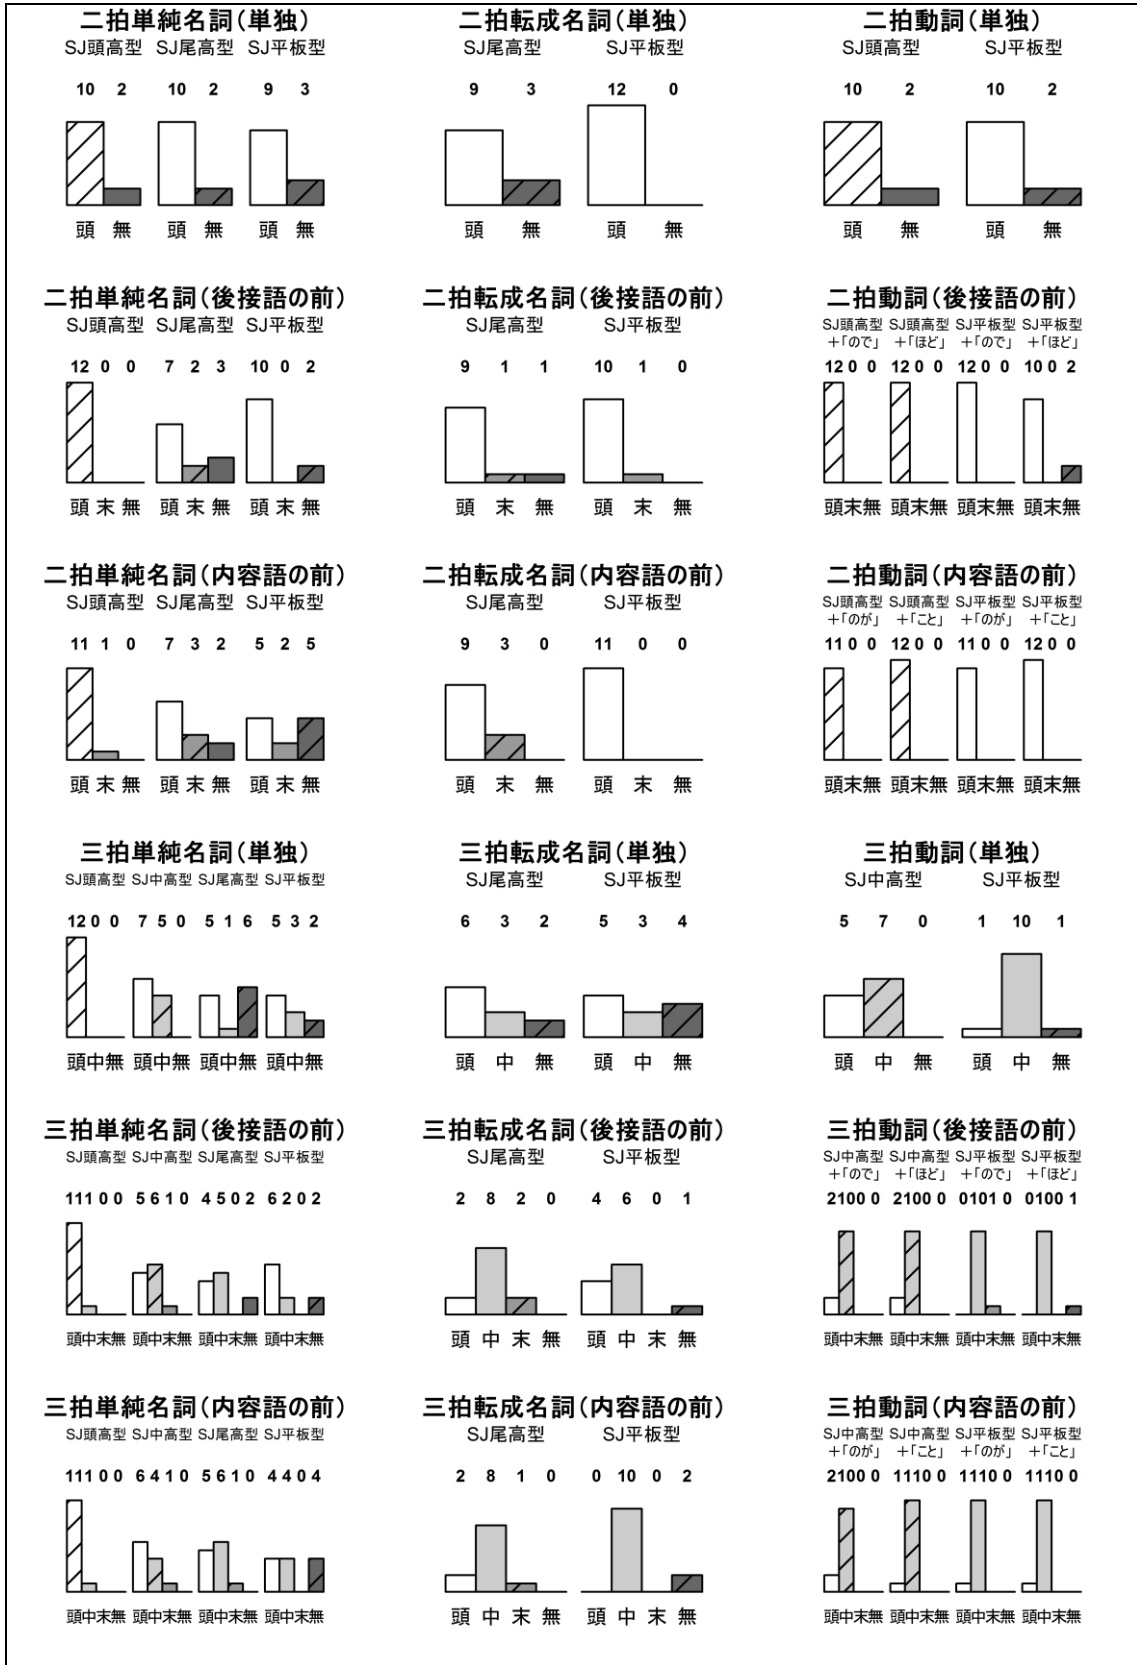 二拍単純名詞（単独）
SJ頭高型 SJ尾高型 SJ平板型
10 2 10 2 9 3
頭 無 頭 無 頭 無
二拍転成名詞（単独）
SJ尾高型 SJ平板型
9 3 12 0
頭 無 頭 無
二拍動詞（単独）
SJ頭高型 SJ平板型
10 2 10 2
頭 無 頭 無
二拍単純名詞（後接語の前）
SJ頭高型 SJ尾高型 SJ平板型
12 0 0 7 2 3 10 0 2
頭 末 無 頭 末 無 頭 末 無
二拍転成名詞（後接語の前）
SJ尾高型 SJ平板型
9 1 1 10 1 0
頭 末 無 頭 末 無
二拍動詞（後接語の前）
SJ頭高型 SJ頭高型 SJ平板型 SJ平板型
＋「ので」 ＋「ほど」 ＋「ので」 ＋「ほど」
12 0 0 12 0 0 12 0 0 10 0 2
頭末無 頭末無 頭末無 頭末無
二拍単純名詞（内容語の前）
SJ頭高型 SJ尾高型 SJ平板型
11 1 0 7 3 2 5 2 5
頭 末 無 頭 末 無 頭 末 無
二拍転成名詞（内容語の前）
SJ尾高型 SJ平板型
9 3 0 11 0 0
頭 末 無 頭 末 無
二拍動詞（内容語の前）
SJ頭高型 SJ頭高型 SJ平板型 SJ平板型
＋「のが」 ＋「こと」 ＋「のが」 ＋「こと」
11 0 0 12 0 0 11 0 0 12 0 0
頭末無 頭末無 頭末無 頭末無
三拍単純名詞（単独）
SJ頭高型 SJ中高型 SJ尾高型 SJ平板型
12 0 0 7 5 0 5 1 6 5 3 2
頭中無 頭中無 頭中無 頭中無
三拍転成名詞（単独）
SJ尾高型 SJ平板型
6 3 2 5 3 4
頭 中 無 頭 中 無
三拍動詞（単独）
SJ中高型 SJ平板型
5 7 0 1 10 1
頭 中 無 頭 中 無
三拍単純名詞（後接語の前）
SJ頭高型 SJ中高型 SJ尾高型 SJ平板型
111 0 0 5 6 1 0 4 5 0 2 6 2 0 2
頭中末無 頭中末無 頭中末無 頭中末無
三拍転成名詞（後接語の前）
SJ尾高型 SJ平板型
2 8 2 0 4 6 0 1
頭 中 末 無 頭 中 末 無
三拍動詞（後接語の前）
SJ中高型 SJ中高型 SJ平板型 SJ平板型
＋「ので」 ＋「ほど」 ＋「ので」 ＋「ほど」
2100 0 2100 0 0101 0 0100 1
頭中末無 頭中末無 頭中末無 頭中末無
三拍単純名詞（内容語の前）
SJ頭高型 SJ中高型 SJ尾高型 SJ平板型
111 0 0 6 4 1 0 5 6 1 0 4 4 0 4
頭中末無 頭中末無 頭中末無 頭中末無
三拍転成名詞（内容語の前）
SJ尾高型 SJ平板型
2 8 1 0 0 10 0 2
頭 中 末 無 頭 中 末 無
三拍動詞（内容語の前）
SJ中高型 SJ中高型 SJ平板型 SJ平板型
＋「のが」 ＋「こと」 ＋「のが」 ＋「こと」
2100 0 1110 0 1110 0 1110 0
頭中末無 頭中末無 頭中末無 頭中末無